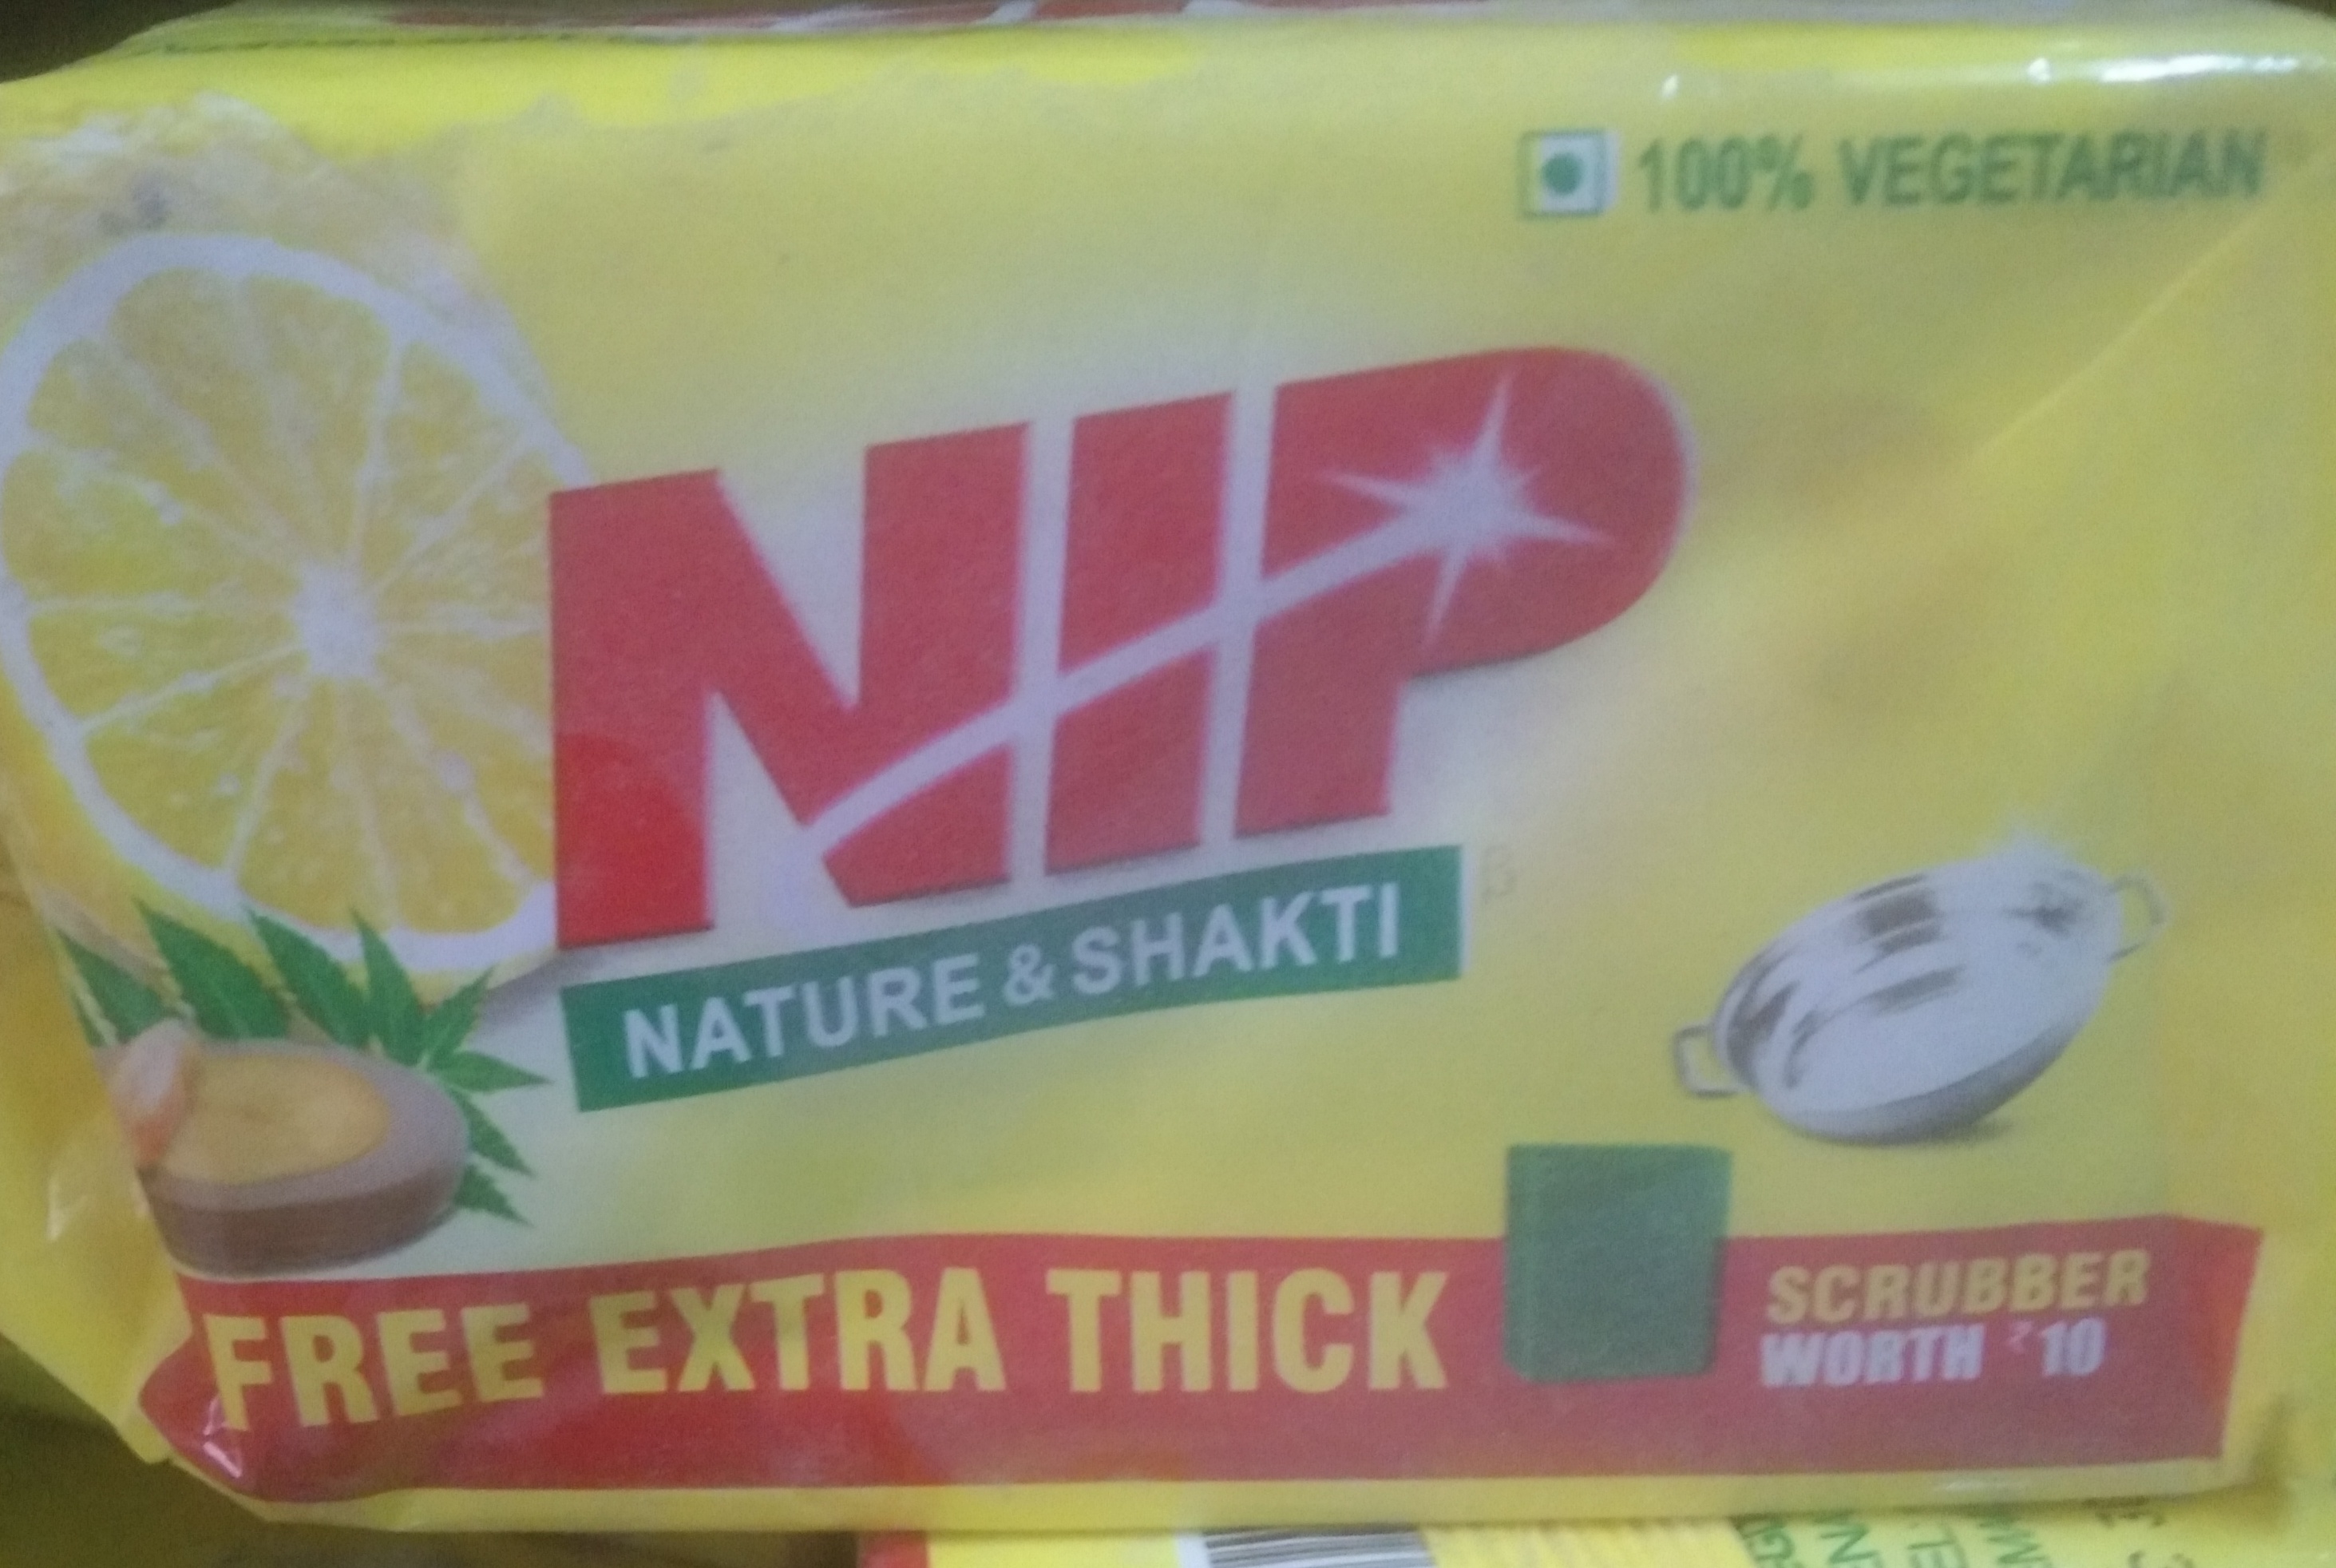 100% VEGETARIAN
NIP
NATURE & SHAKTI
FREE EXTRA THICK
SCRUBBER
WORTH ₹10